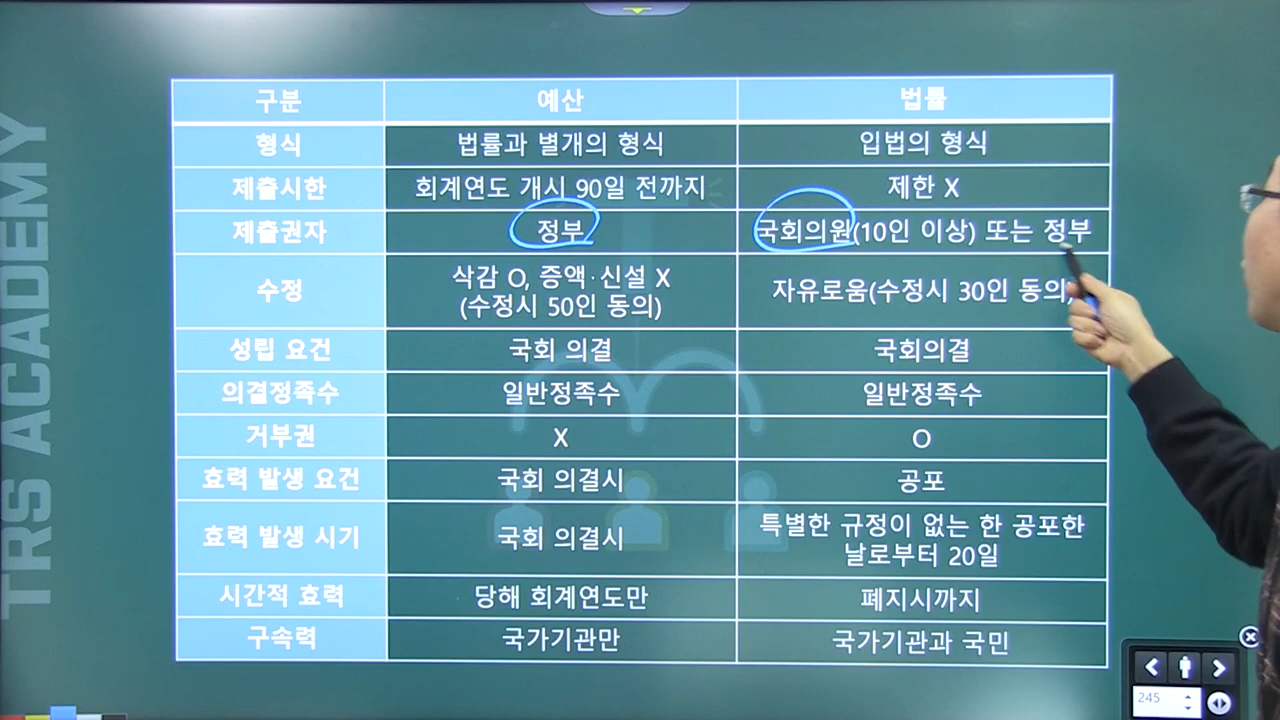 구분 예산 법률
형식 법률과 별개의 형식 입법의 형식
제출시한 회계연도 개시 90일 전까지 제한 X
제출권자 정부 국회의원(10인 이상) 또는 정부
수정 삭감 O, 증액·신설 X
(수정시 50인 동의) 자유로움(수정시 30인 동의)
성립 요건 국회 의결 국회의결
의결정족수 일반정족수 일반정족수
거부권 X O
효력 발생 요건 국회 의결시 공포
효력 발생 시기 국회 의결시 특별한 규정이 없는 한 공포한
날로부터 20일
시간적 효력 당해 회계연도만 폐지시까지
구속력 국가기관만 국가기관과 국민
TRS ACADEMY
245